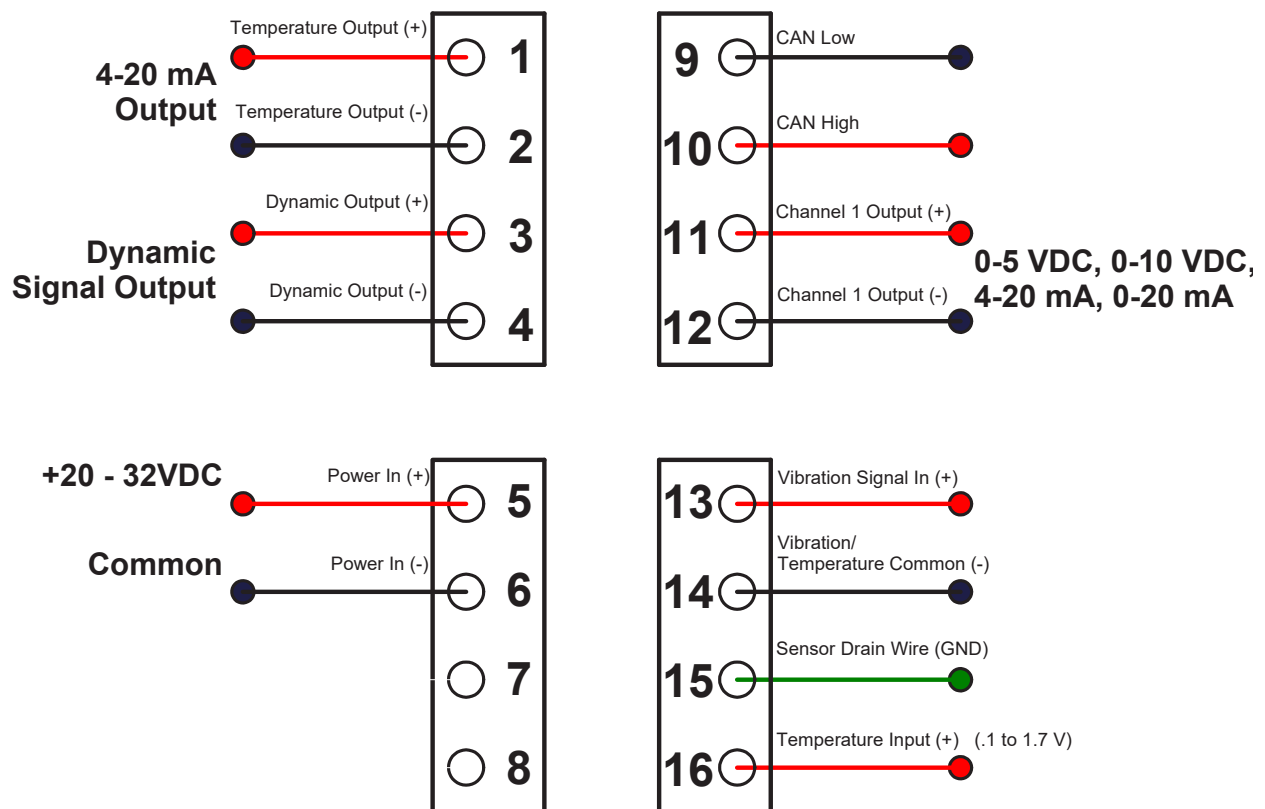 Temperature Output (+)
1
4-20 mA
Output
Temperature Output (-)
2
Dynamic Output (+)
3
Dynamic
Signal Output
Dynamic Output (-)
4
9
CAN Low
10
CAN High
11
Channel 1 Output (+)
0-5 VDC, 0-10 VDC,
4-20 mA, 0-20 mA
12
Channel 1 Output (-)
+20 - 32VDC
Power In (+)
5
Common
Power In (-)
6
7
8
13
Vibration Signal In (+)
14
Vibration/
Temperature Common (-)
15
Sensor Drain Wire (GND)
16
Temperature Input (+) (.1 to 1.7 V)